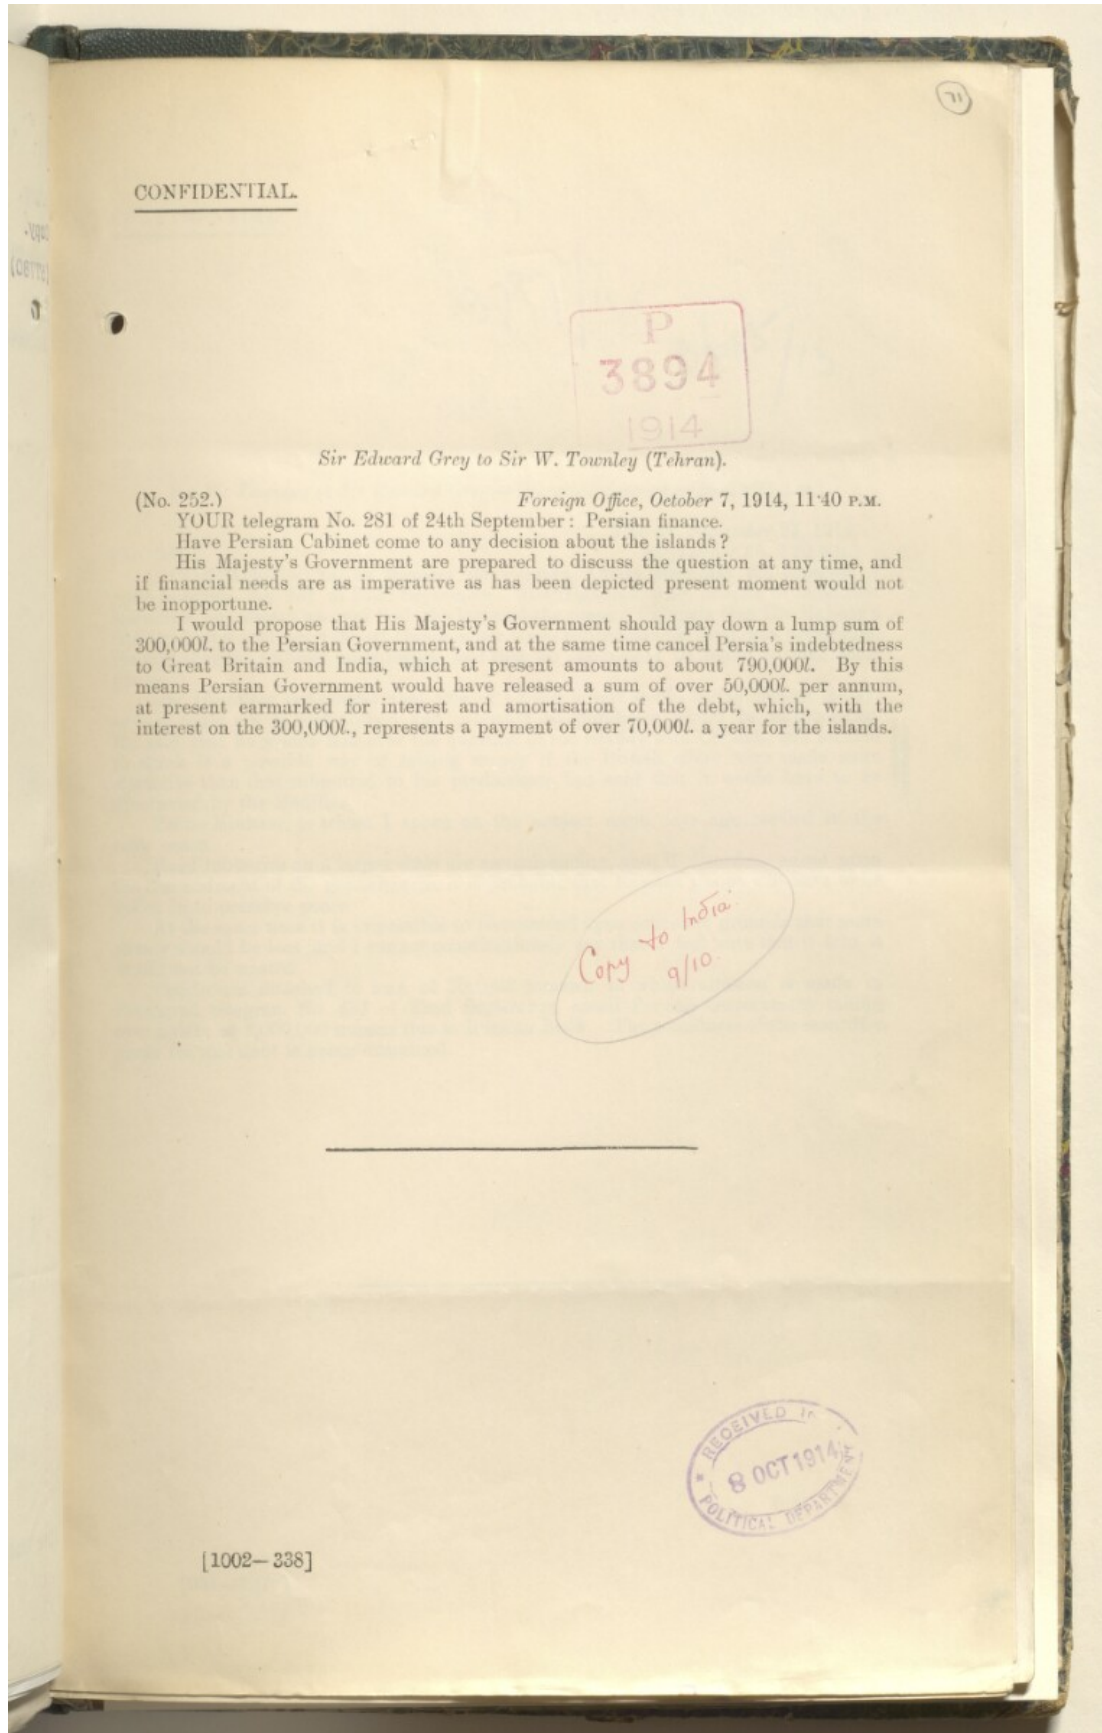 71
CONFIDENTIAL.
P
3894
1914
Sir Edward Grey to Sir W. Townley (Tehran).
(No. 252.) Foreign Office, October 7, 1914, 11·40 P.M.
YOUR telegram No. 281 of 24th September: Persian finance.
Have Persian Cabinet come to any decision about the islands?
His Majesty's Government are prepared to discuss the question at any time, and
if financial needs are as imperative as has been depicted present moment would not
be inopportune.
I would propose that His Majesty's Government should pay down a lump sum of
300,000l. to the Persian Government, and at the same time cancel Persia's indebtedness
to Great Britain and India, which at present amounts to about 790,000l. By this
means Persian Government would have released a sum of over 50,000l. per annum,
at present earmarked for interest and amortisation of the debt, which, with the
interest on the 300,000l., represents a payment of over 70,000l. a year for the islands.
Copy to India
9/10.
* RECEIVED In
8 OCT 1914
POLITICAL DEPARTMENT
[1002—338]